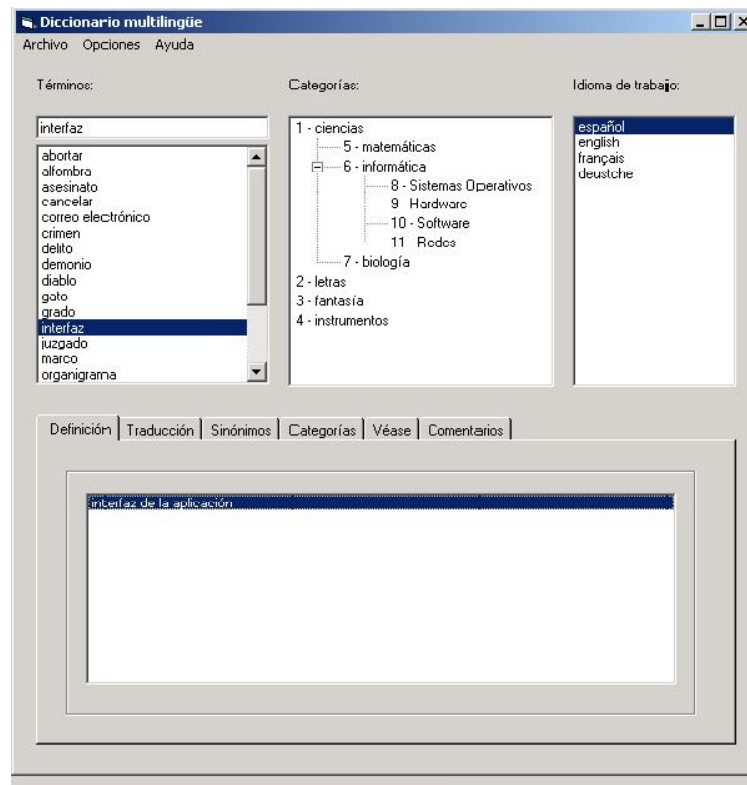 Diccionario multilingüe
Archivo Opciones Ayuda
Términos:
Categorías:
Idioma de trabajo:
interfaz
abortar
alfombra
asesinato
cancelar
correo electrónico
crimen
delito
demonio
diablo
gato
grado
interfaz
juzgado
marco
organigrama
1 - ciencias
5 - matemáticas
6 - informática
8 - Sistemas Operativos
9 Hardware
10 - Software
11 Redes
7 - biología
2 - letras
3 - fantasía
4 - instrumentos
español
english
français
deustche
Definición Traducción Sinónimos Categorías Véase Comentarios
interfaz de la aplicación